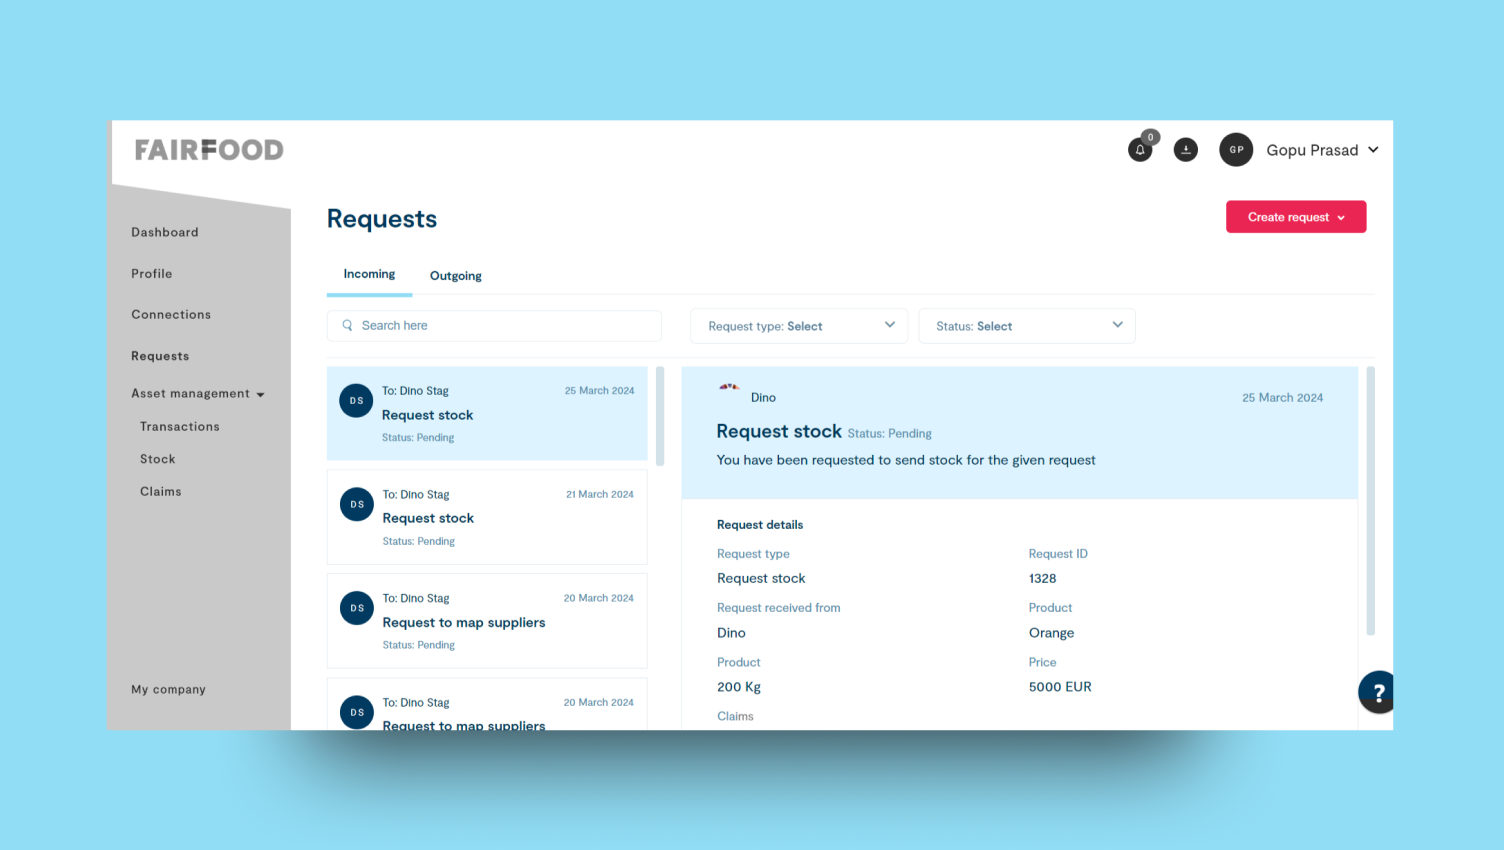 FAIRFOOD
0
GP
Gopu Prasad
Dashboard
Profile
Connections
Requests
Asset management
Transactions
Stock
Claims
My company
Requests
Create request
Incoming
Outgoing
Search here
Request type: Select
Status: Select
DS
To: Dino Stag
25 March 2024
Request stock
Status: Pending
DS
To: Dino Stag
21 March 2024
Request stock
Status: Pending
DS
To: Dino Stag
20 March 2024
Request to map suppliers
Status: Pending
DS
To: Dino Stag
20 March 2024
Request to map suppliers
Dino
25 March 2024
Request stock Status: Pending
You have been requested to send stock for the given request
Request details
Request type
Request ID
Request stock
1328
Request received from
Product
Dino
Orange
Product
Price
200 Kg
5000 EUR
Claims
?